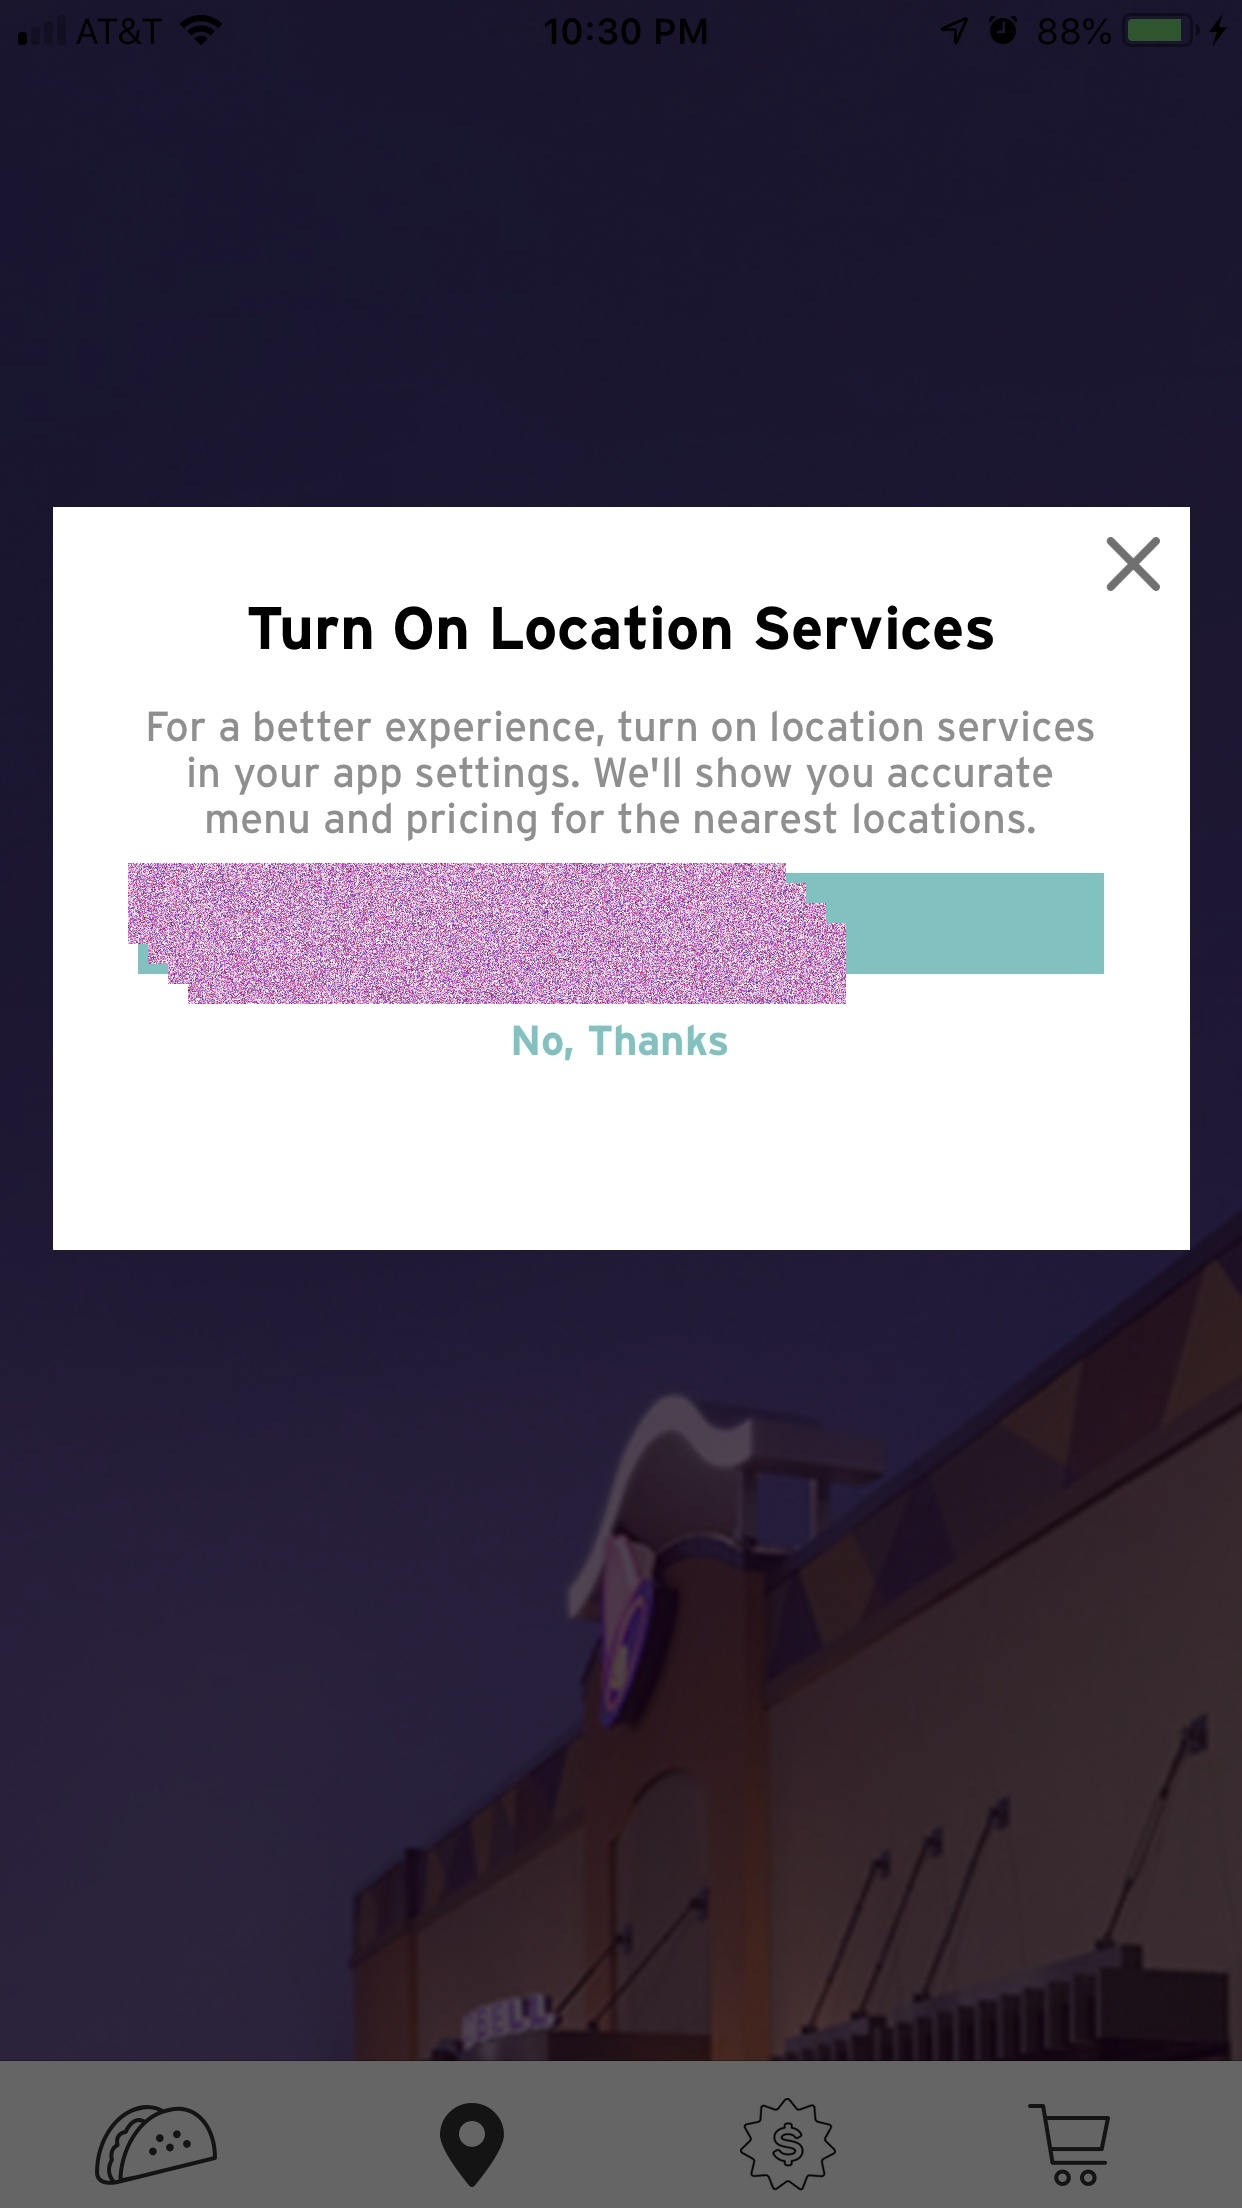 AT&T 10:30 PM 88%
Turn On Location Services
For a better experience, turn on location services
in your app settings. We'll show you accurate
menu and pricing for the nearest locations.
No, Thanks
BELL
$